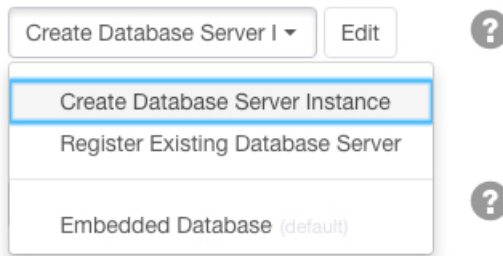 Create Database Server I
Edit
?
Create Database Server Instance
Register Existing Database Server
Embedded Database (default)
?